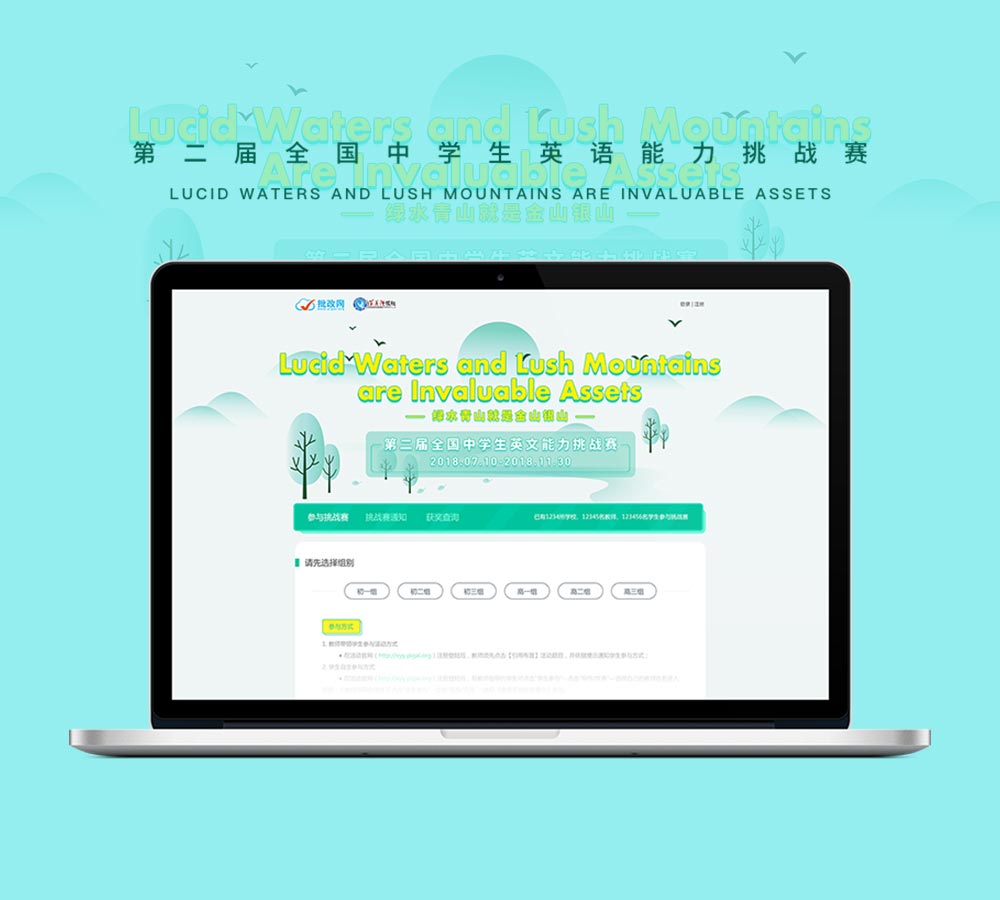 Lucid Waters and Lush Mountains
第二届全国中学生英语能力挑战赛
Are Invaluable Assets
LUCID WATERS AND LUSH MOUNTAINS ARE INVALUABLE ASSETS
绿水青山就是金山银山
第二届全国中学生英文能力挑战赛
批改网
登录 | 注册
Lucid Waters and Lush Mountains
are Invaluable Assets
绿水青山就是金山银山
第二届全国中学生英文能力挑战赛
2018.07.10-2018.11.30
参与挑战赛 挑战赛通知 获奖查询 已有1234所学校、12345名教师、123456名学生参与挑战赛
请先选择组别
初一组 初二组 初三组 高一组 高二组 高三组
参与方式
1. 教师带领学生参与活动方式
2. 学生自主参与方式